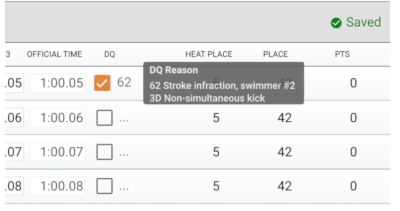 Saved
3 OFFICIAL TIME DQ HEAT PLACE PLACE PTS
.05 1:00.05 62 0
DQ Reason
62 Stroke infraction, swimmer #2
3D Non-simultaneous kick
.06 1:00.06 ... 5 42 0
.07 1:00.07 ... 5 42 0
.08 1:00.08 ... 5 42 0